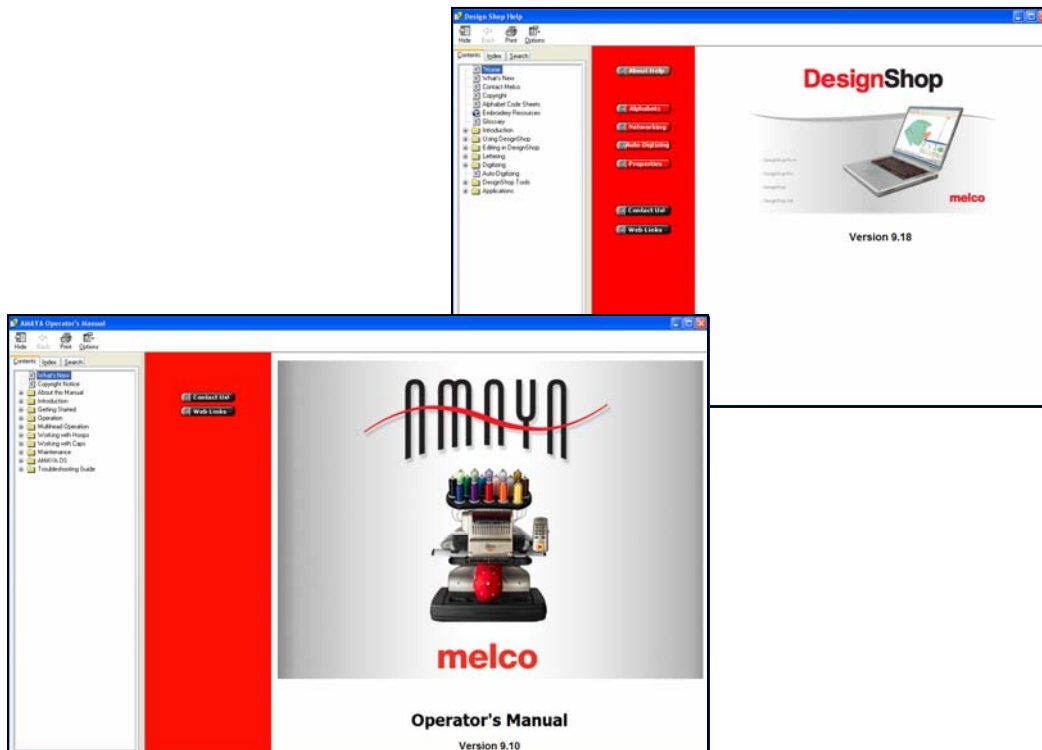 Design Shop Help
Hide Back Print Options
Contents Index Search
Home
What's New
Contact Melco
Copyright
Alphabet Code Sheets
Embroidery Resources
Glossary
Introduction
Using DesignShop
Editing in DesignShop
Lettering
Digitizing
Auto Digitizing
DesignShop Tools
Applications
About Help
Alphabets
Networking
Auto-Digitizing
Properties
Contact Us!
Web Links
DesignShop
melco
Version 9.18
AMAYA Operator's Manual
Hide Back Print Options
Contents Index Search
What's New
Copyright Notice
About this Manual
Introduction
Getting Started
Operation
Multihead Operation
Working with Hoops
Working with Caps
Maintenance
AMAYA DS
Troubleshooting Guide
Contact Us!
Web Links
AMAYA
melco
Operator's Manual
Version 9.10